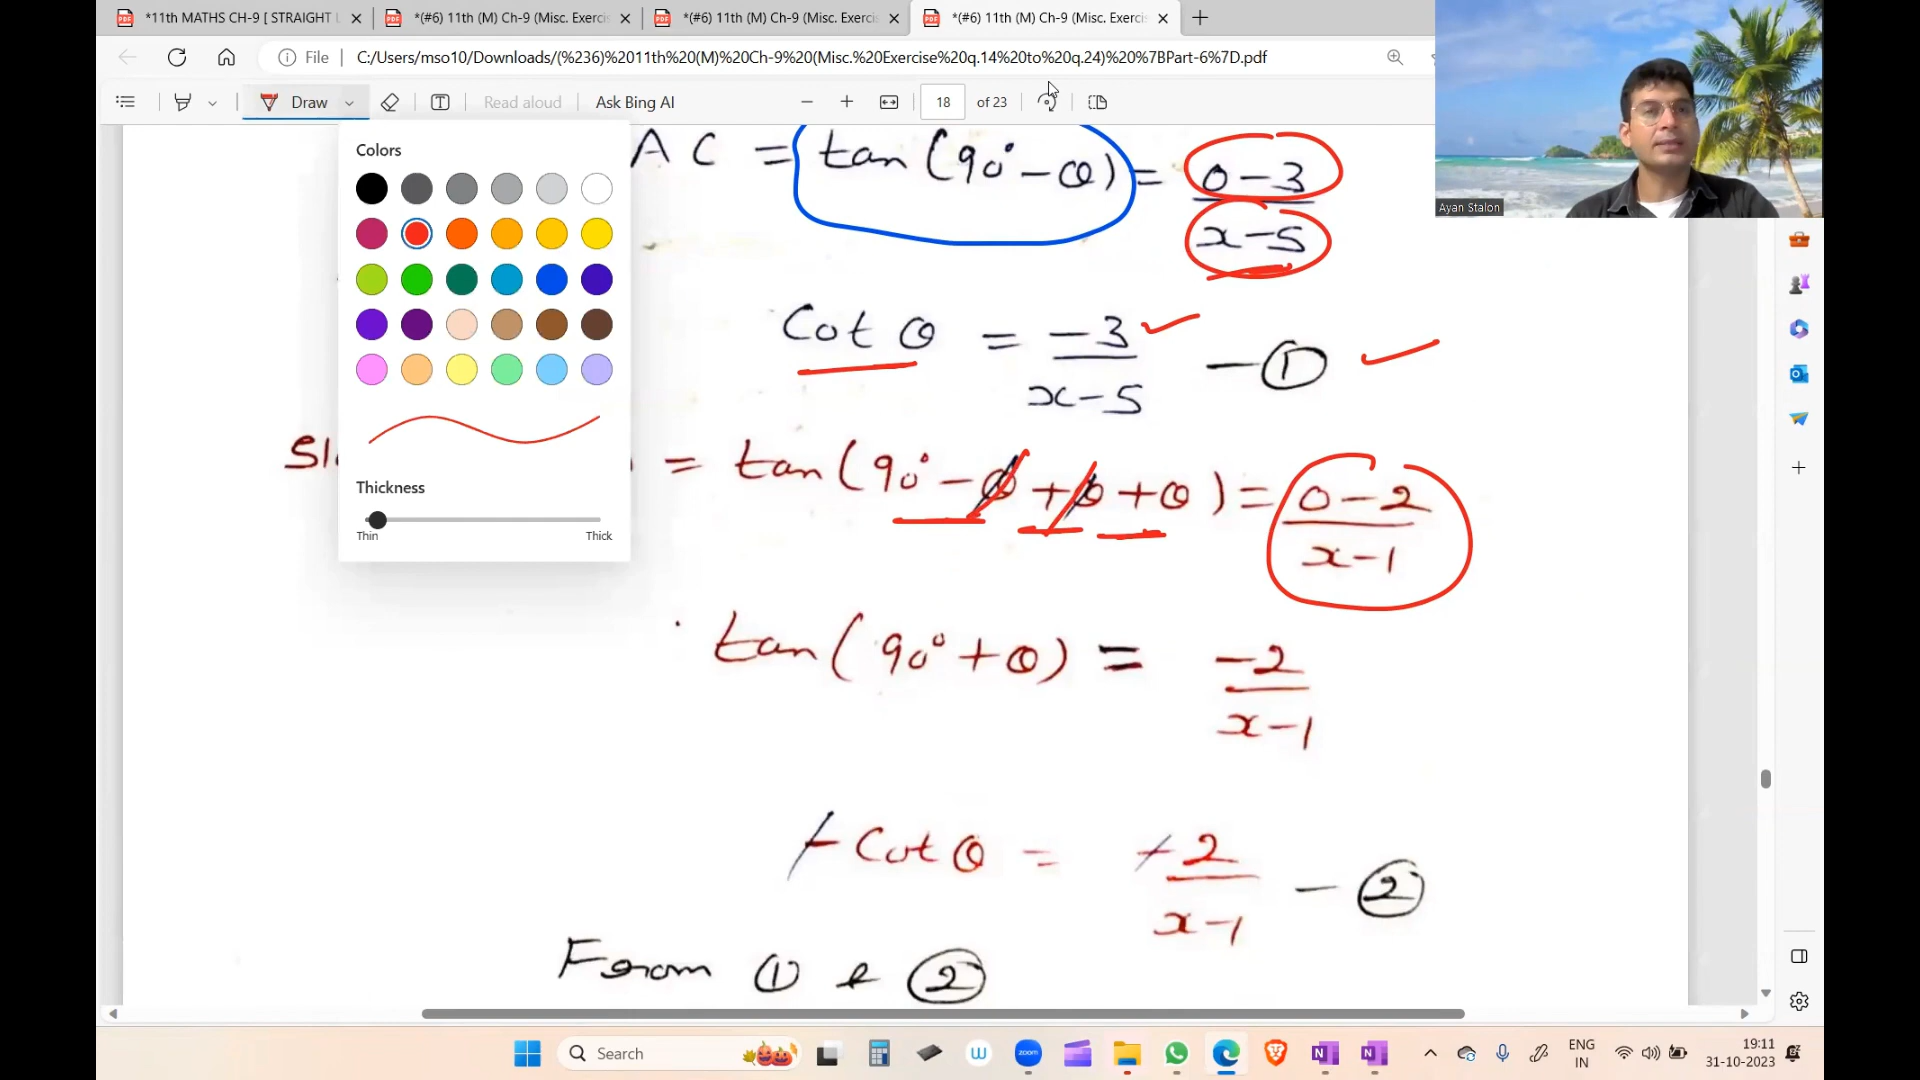 *11th MATHS CH-9 [ STRAIGHT
*(#6) 11th (M) Ch-9 (Misc. Exercis
*(#6) 11th (M) Ch-9 (Misc. Exercis
*(#6) 11th (M) Ch-9 (Misc. Exercis
File C:/Users/mso10/Downloads/(%236)%2011th%20(M)%20Ch-9%20(Misc.%20Exercise%20q.14%20to%20q.24)%20%7BPart-6%7D.pdf
Draw Read aloud Ask Bing AI 18 of 23
Colors
Thickness
Thin Thick
AC = tan(90° - θ) = 0-3 / x-5
Cot θ = -3 / x-5 - ①
Sl = tan(90° - θ + θ + θ) = 0-2 / x-1
tan(90° + θ) = -2 / x-1
- Cot θ = -2 / x-1 - ②
From ① & ②
Ayan Stalon
Search
zoom
ENG
IN
19:11
31-10-2023